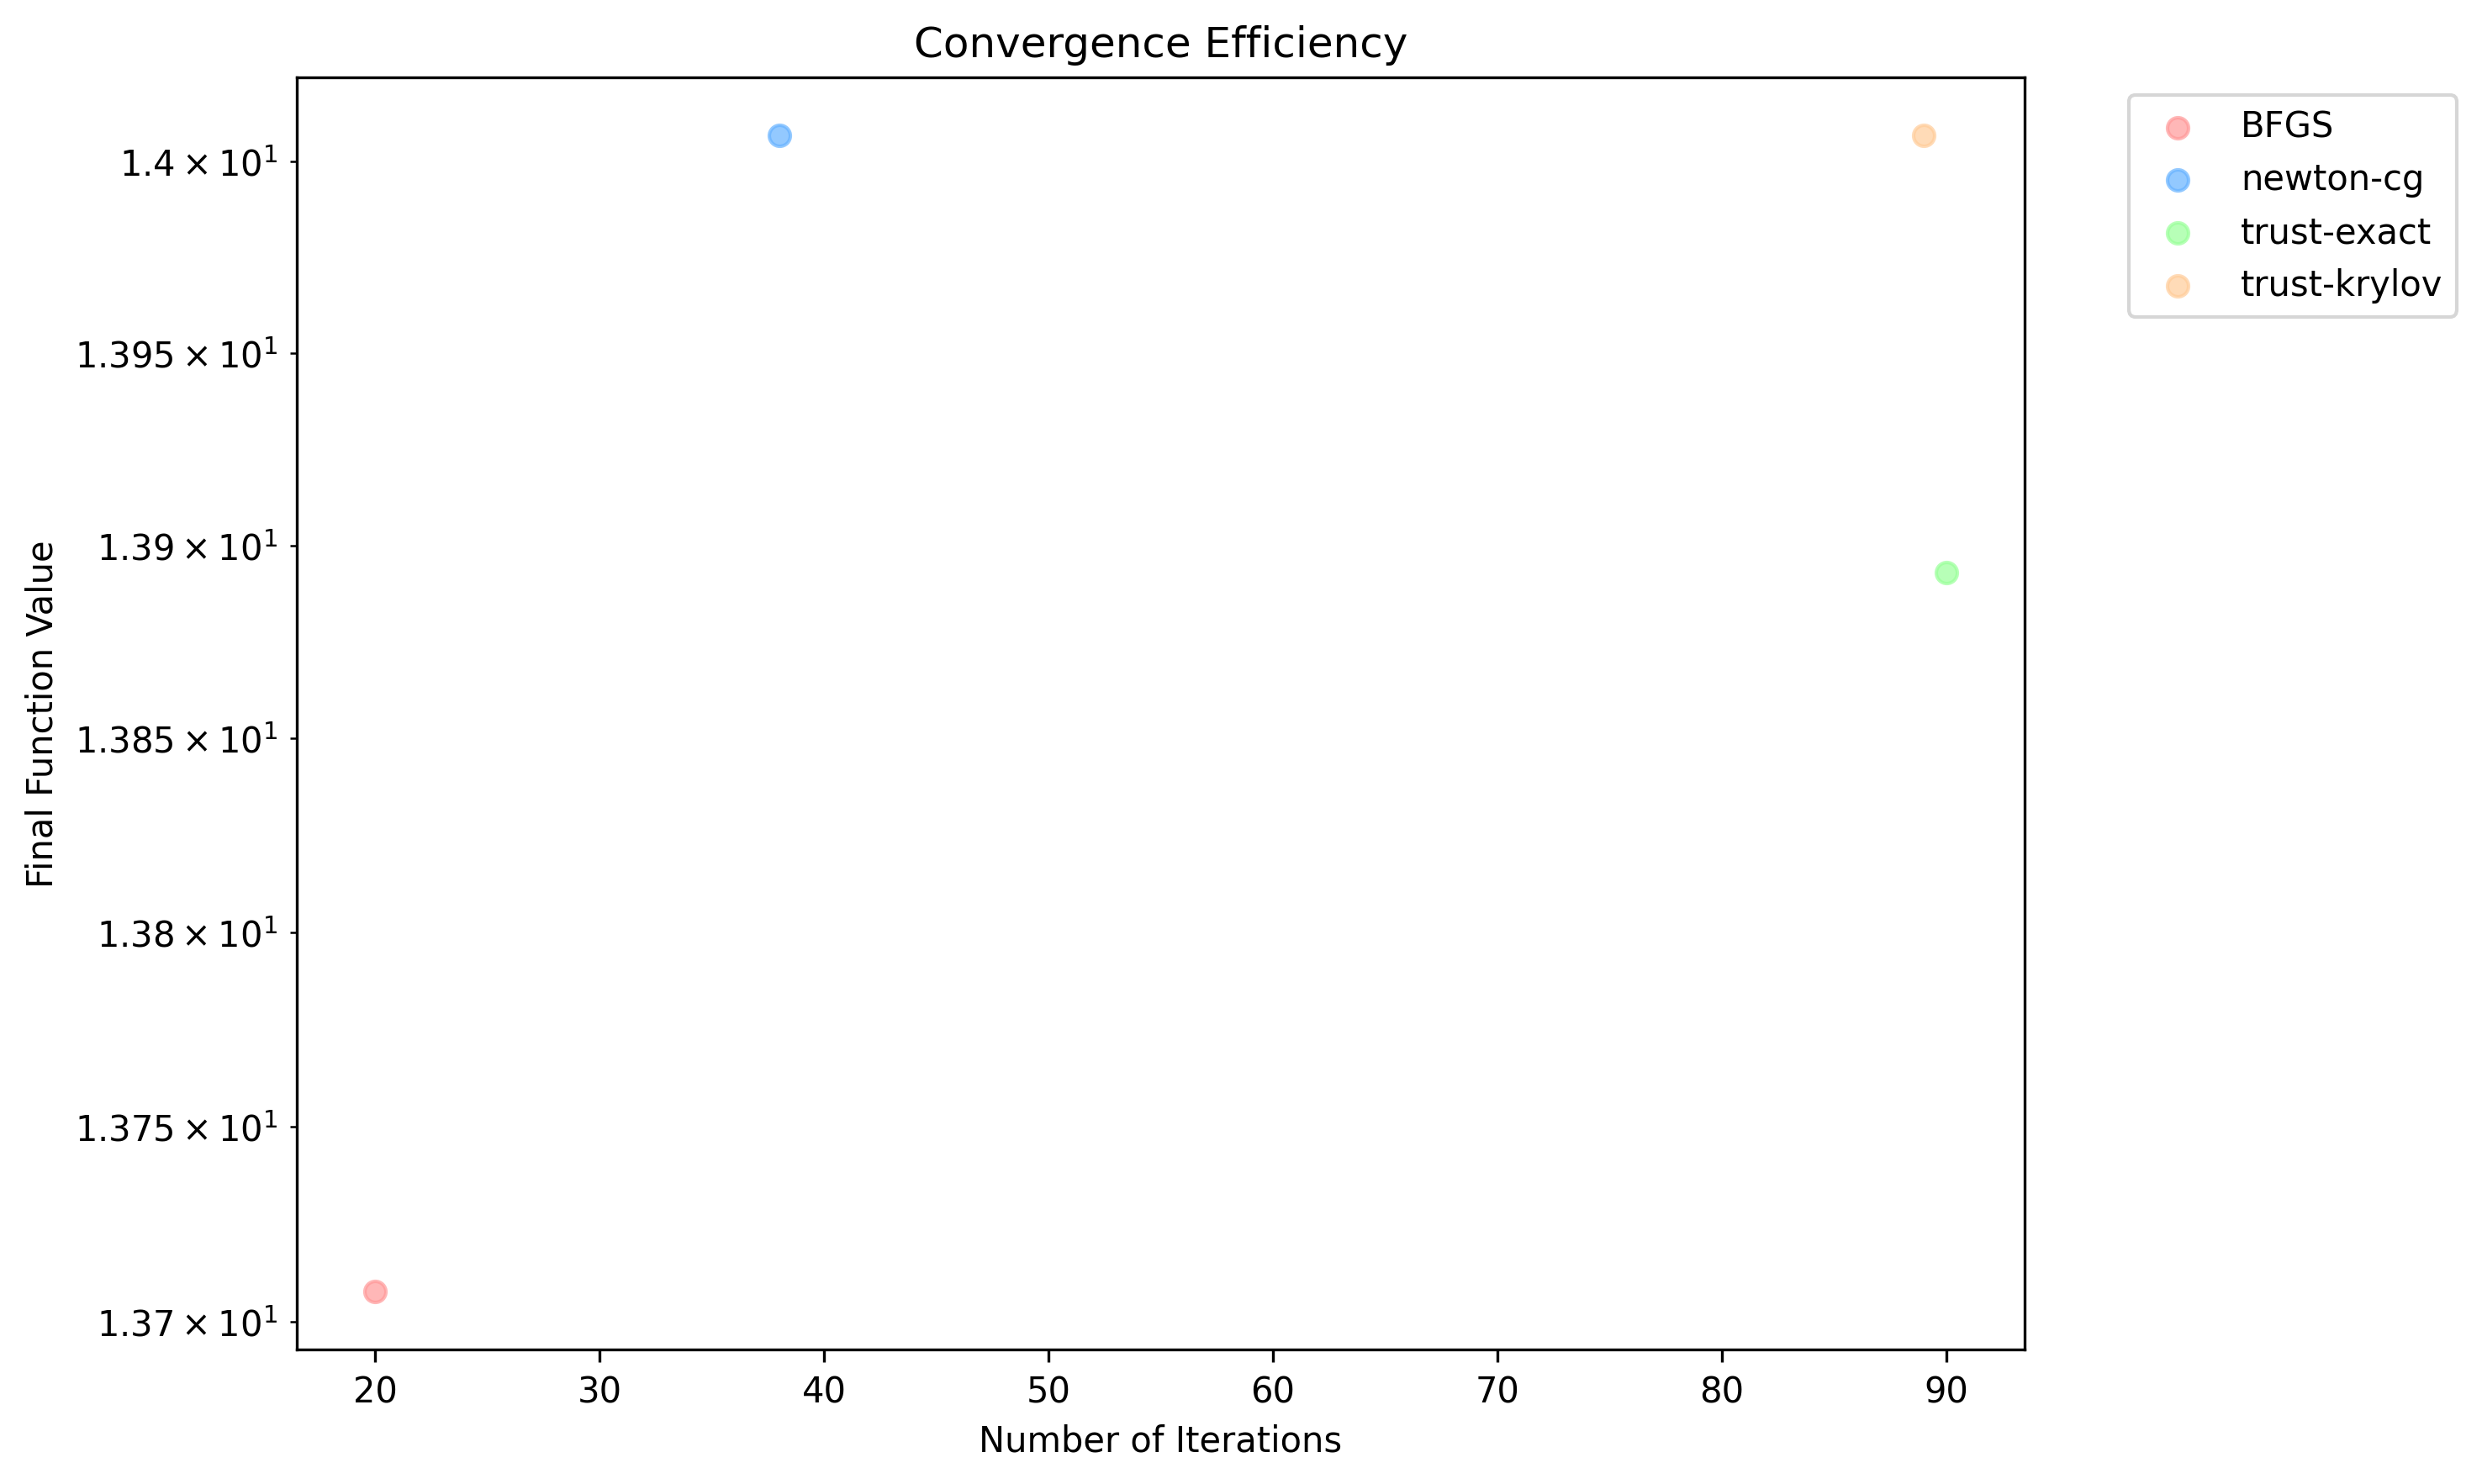 Convergence Efficiency
BFGS
newton-cg
trust-exact
trust-krylov
1.4 × 10¹
1.395 × 10¹
1.39 × 10¹
1.385 × 10¹
1.38 × 10¹
1.375 × 10¹
1.37 × 10¹
Final Function Value
20 30 40 50 60 70 80 90
Number of Iterations